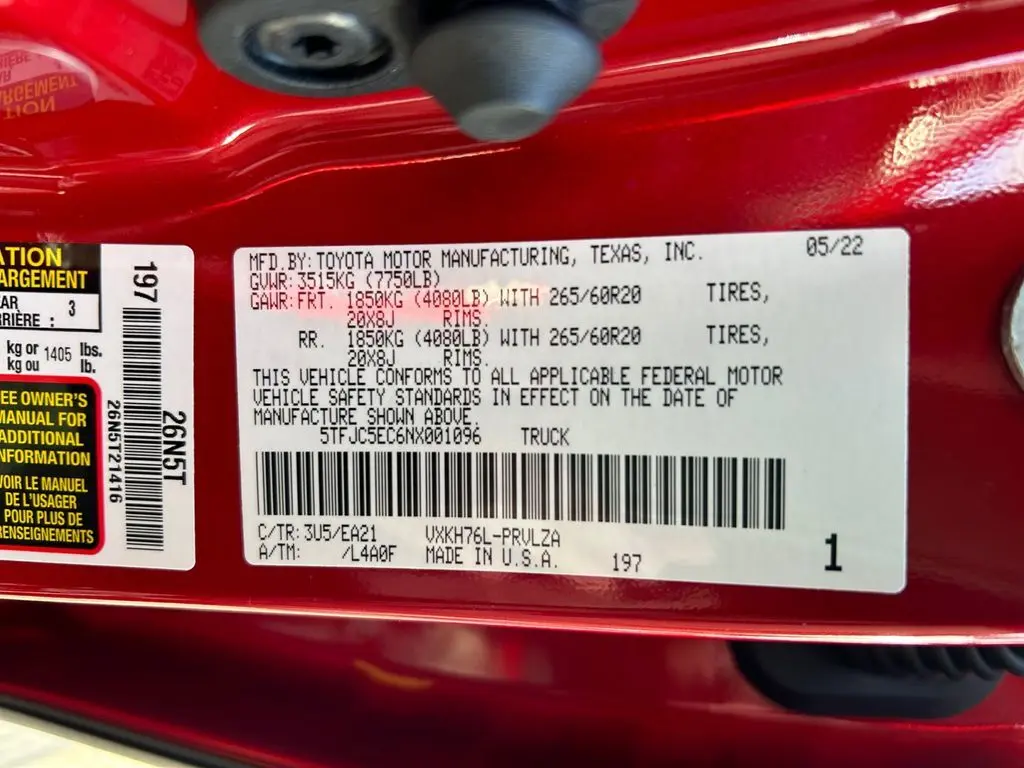 ATION
ARGEMENT
EAR
RRIÈRE : 3
kg or 1405 lbs.
kg ou lb.
EE OWNER'S
MANUAL FOR
ADDITIONAL
NFORMATION
VOIR LE MANUEL
DE L'USAGER
POUR PLUS DE
RENSEIGNEMENTS
197
26N5T21416
26N5T
MFD.BY:TOYOTA MOTOR MANUFACTURING, TEXAS, INC. 05/22
GVWR:3515KG (7750LB)
GAWR:FRT. 1850KG (4080LB) WITH 265/60R20 TIRES,
20X8J RIMS.
RR. 1850KG (4080LB) WITH 265/60R20 TIRES,
20X8J RIMS.
THIS VEHICLE CONFORMS TO ALL APPLICABLE FEDERAL MOTOR
VEHICLE SAFETY STANDARDS IN EFFECT ON THE DATE OF
MANUFACTURE SHOWN ABOVE.
5TFJC5EC6NX001096 TRUCK
C/TR:3U5/EA21 VXKH76L-PRVLZA
A/TM: /L4A0F MADE IN U.S.A. 197 1